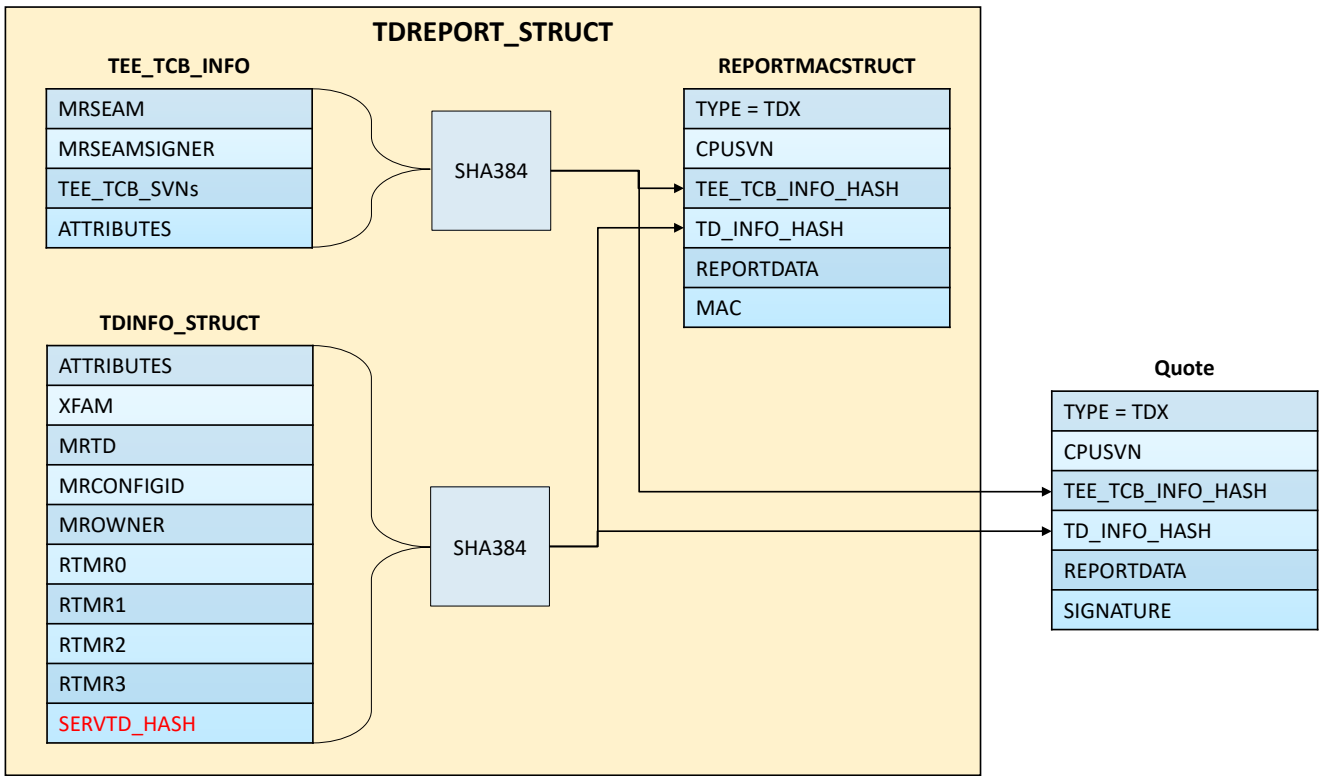 TDREPORT_STRUCT
TEE_TCB_INFO
MRSEAM
MRSEAMSIGNER
TEE_TCB_SVNs
ATTRIBUTES
SHA384
REPORTMACSTRUCT
TYPE = TDX
CPUSVN
TEE_TCB_INFO_HASH
TD_INFO_HASH
REPORTDATA
MAC
TDINFO_STRUCT
ATTRIBUTES
XFAM
MRTD
MRCONFIGID
MROWNER
RTMR0
RTMR1
RTMR2
RTMR3
SERVTD_HASH
SHA384
Quote
TYPE = TDX
CPUSVN
TEE_TCB_INFO_HASH
TD_INFO_HASH
REPORTDATA
SIGNATURE